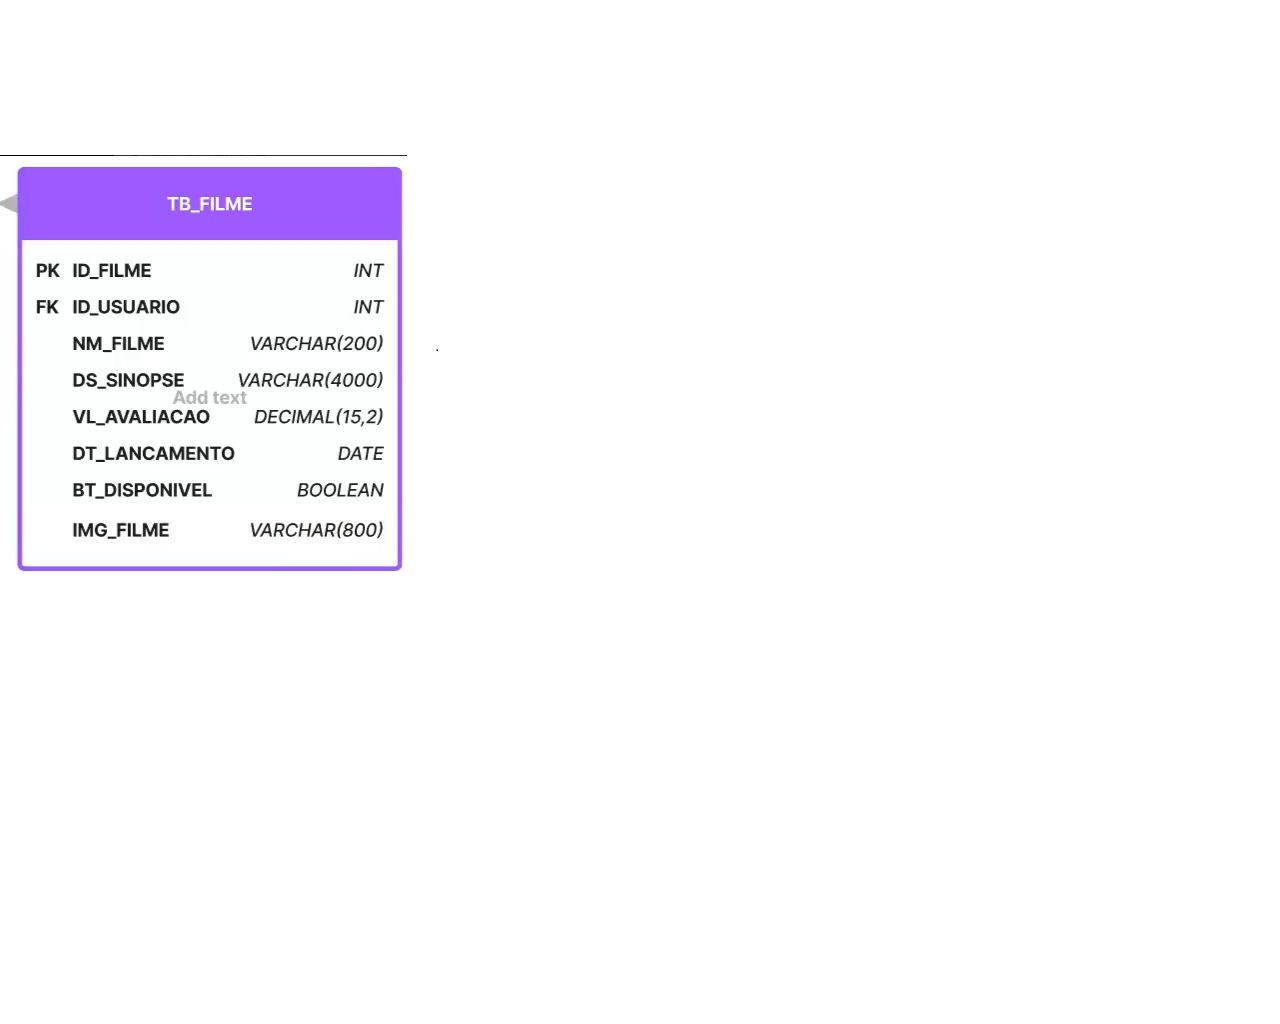 TB_FILME
PK ID_FILME INT
FK ID_USUARIO INT
NM_FILME VARCHAR(200)
DS_SINOPSE VARCHAR(4000)
Add text
VL_AVALIACAO DECIMAL(15,2)
DT_LANCAMENTO DATE
BT_DISPONIVEL BOOLEAN
IMG_FILME VARCHAR(800)